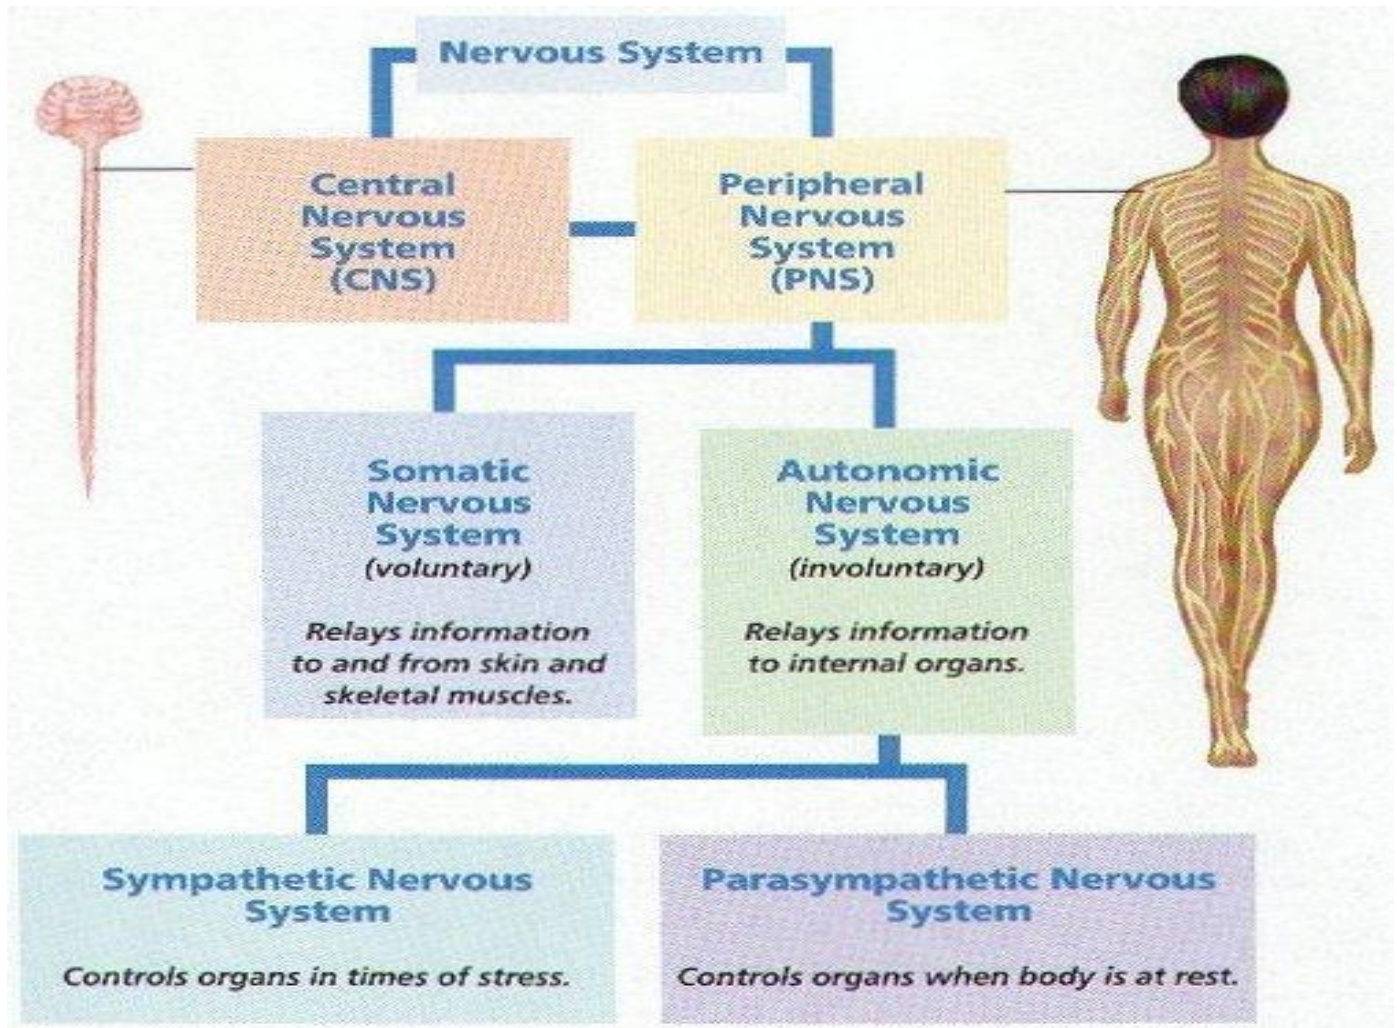 Nervous System
Central
Nervous
System
(CNS)
Peripheral
Nervous
System
(PNS)
Somatic
Nervous
System
(voluntary)
Relays information
to and from skin and
skeletal muscles.
Autonomic
Nervous
System
(involuntary)
Relays information
to internal organs.
Sympathetic Nervous
System
Controls organs in times of stress.
Parasympathetic Nervous
System
Controls organs when body is at rest.